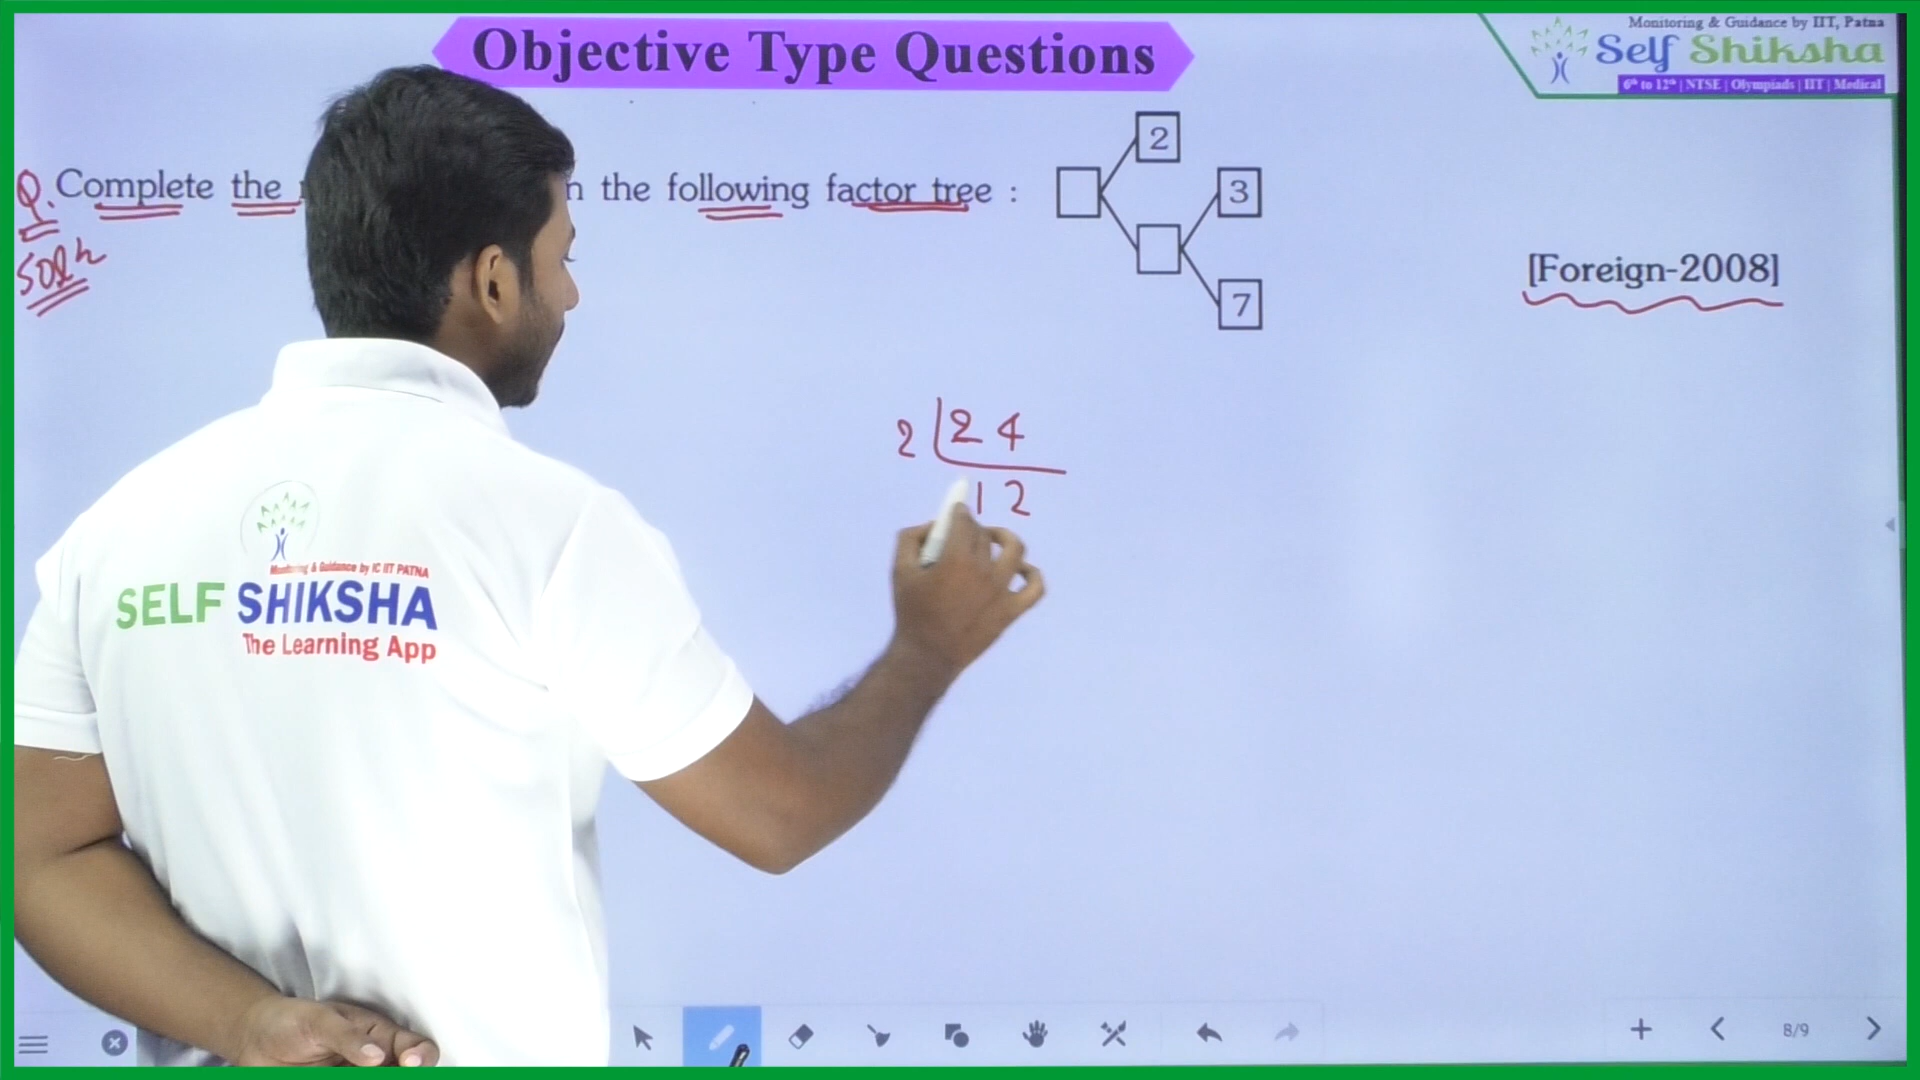 Objective Type Questions
Monitoring & Guidance by IIT, Patna
Self Shiksha
6th to 12th | NTSE | Olympiads | IIT | Medical
Q. Complete the n the following factor tree :
2
3
7
Soln
[Foreign-2008]
2 24
12
Monitoring & Guidance by IC IIT PATNA
SELF SHIKSHA
The Learning App
8/9